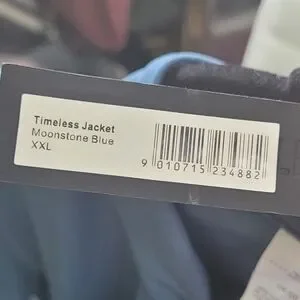 Timeless Jacket
Moonstone Blue
XXL
9 010715 234882